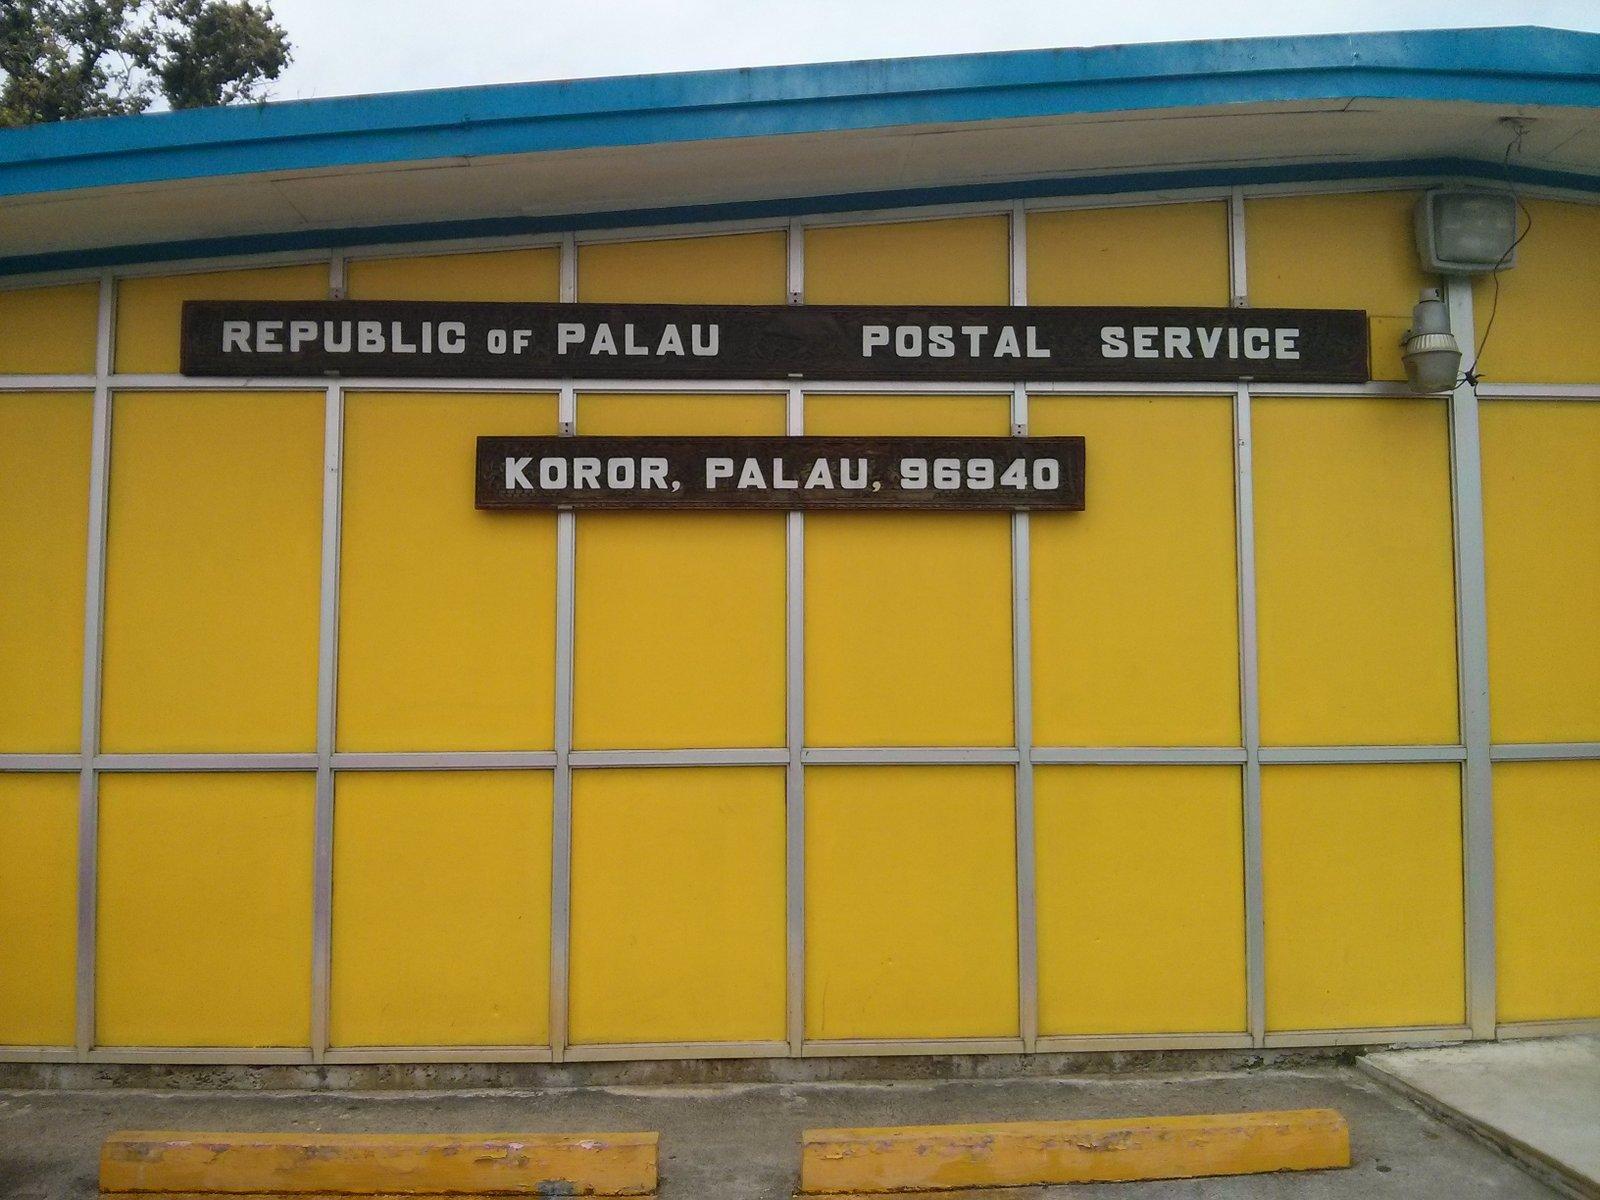 REPUBLIC OF PALAU POSTAL SERVICE
KOROR, PALAU, 96940